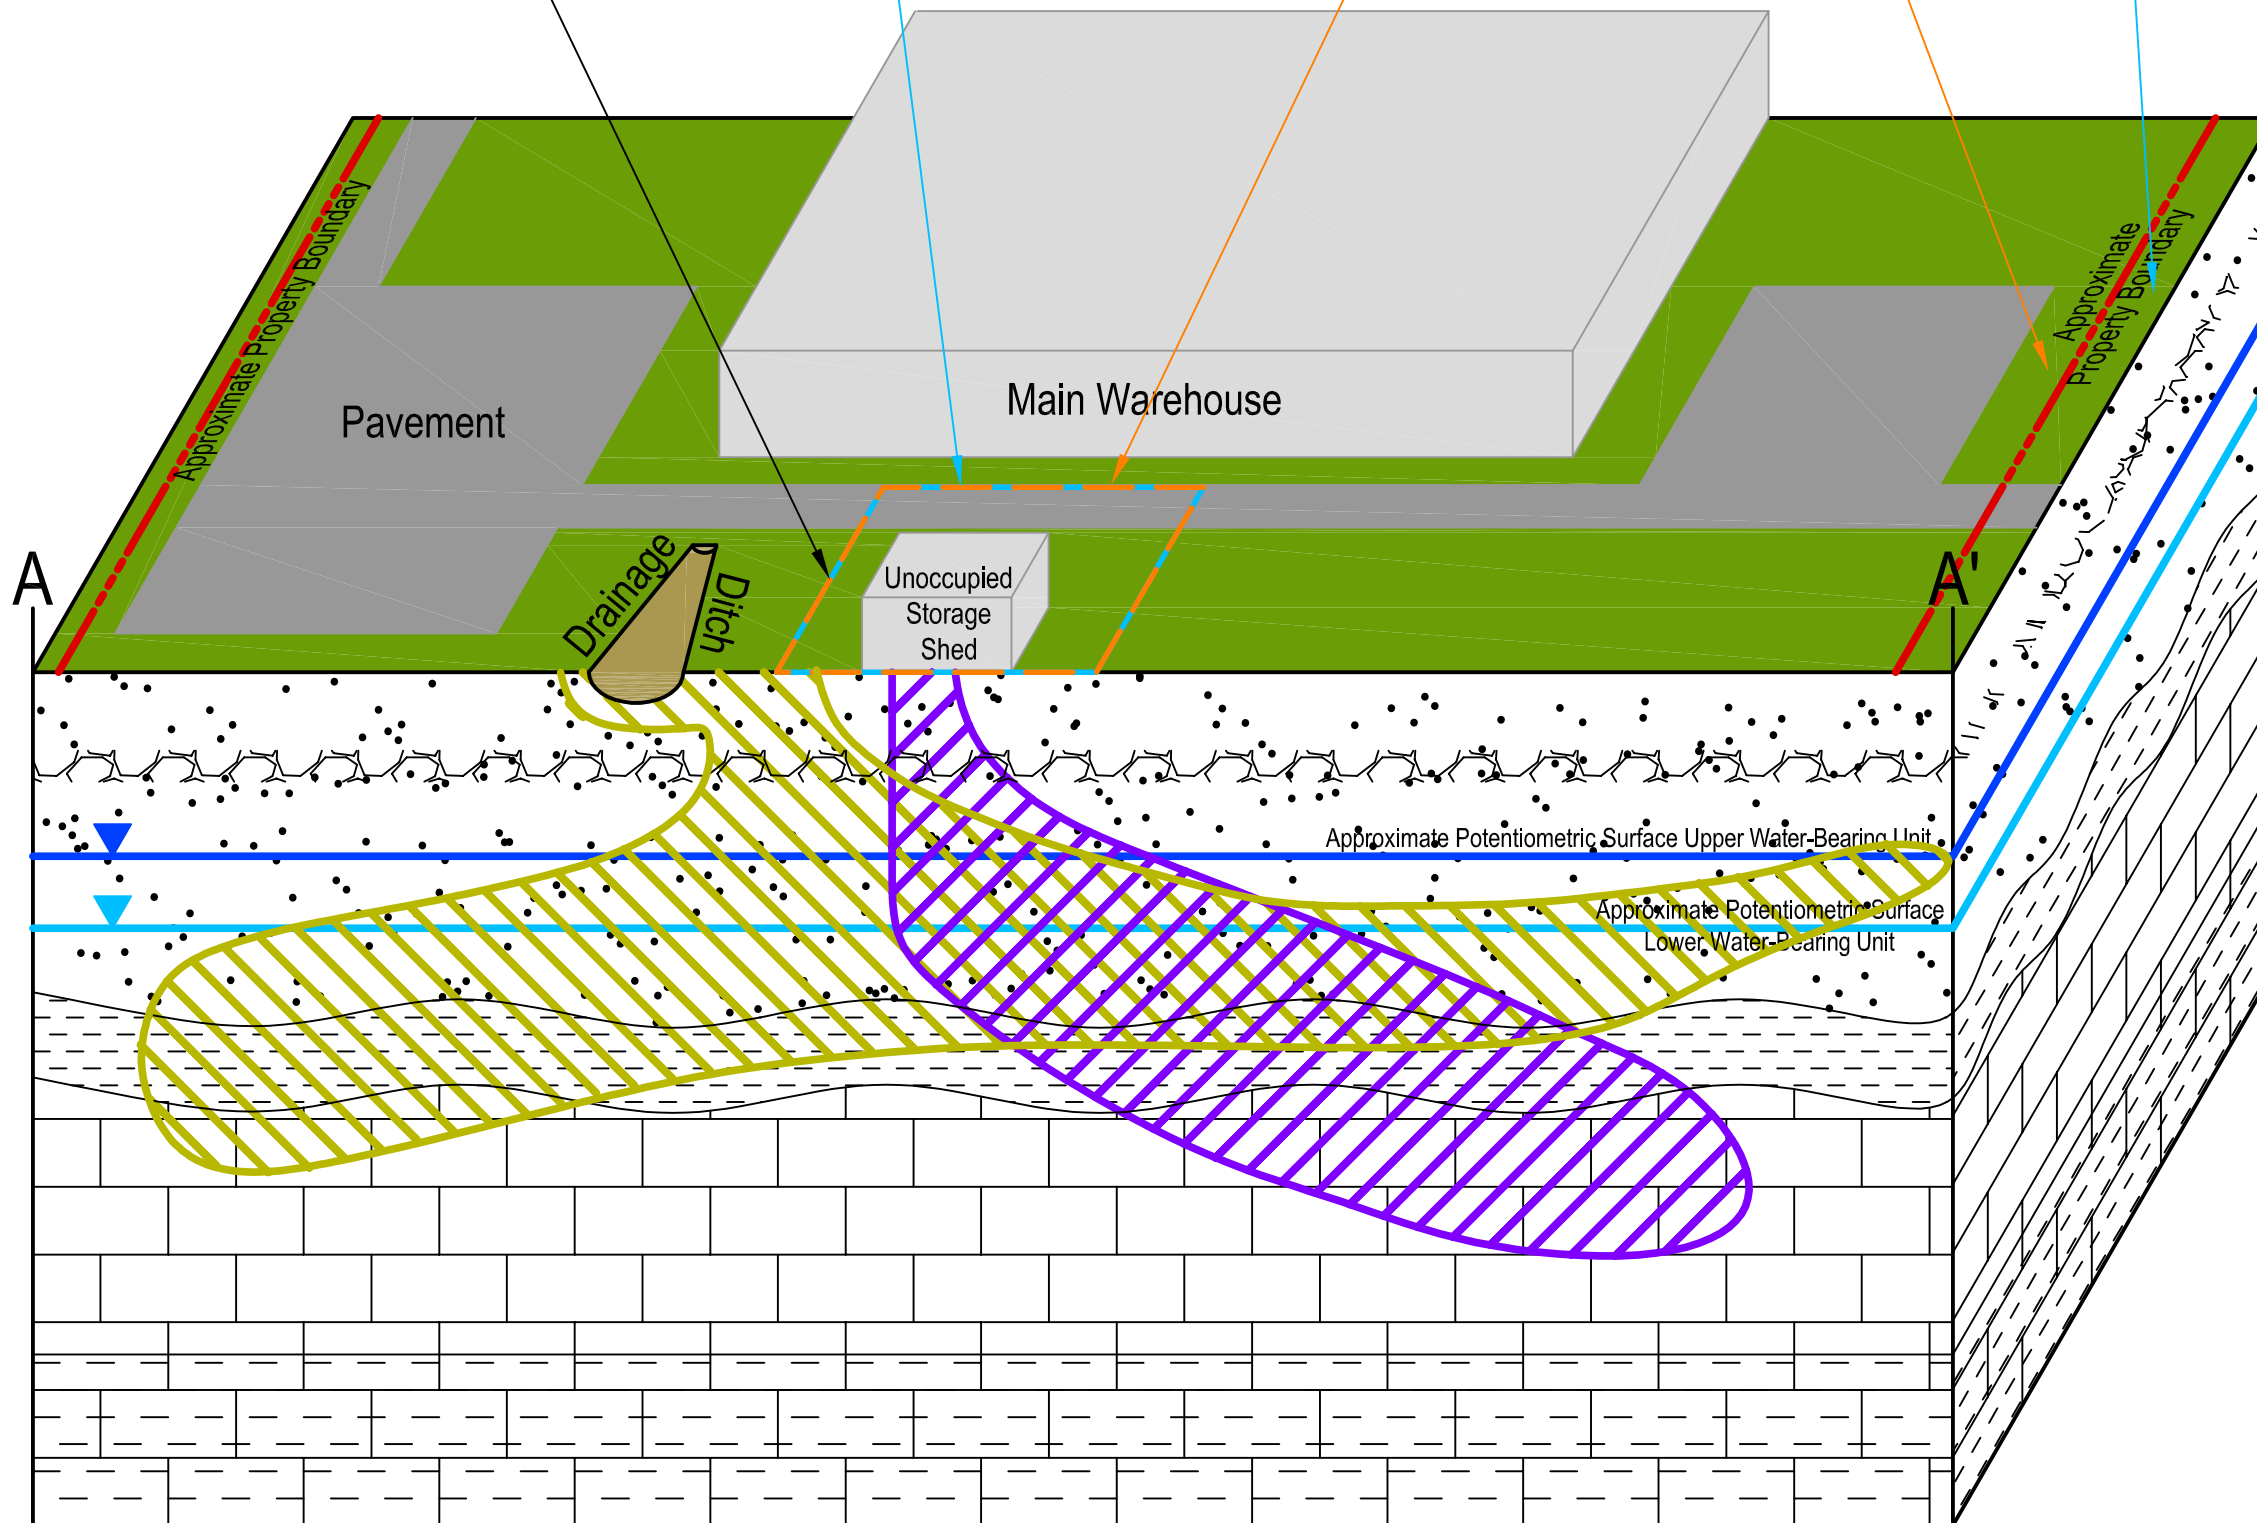 Approximate Property Boundary
Approximate
Property Boundary
Main Warehouse
Pavement
Drainage
Ditch
Unoccupied
Storage
Shed
A
A'
Approximate Potentiometric Surface Upper Water-Bearing Unit
Approximate Potentiometric Surface
Lower Water-Bearing Unit